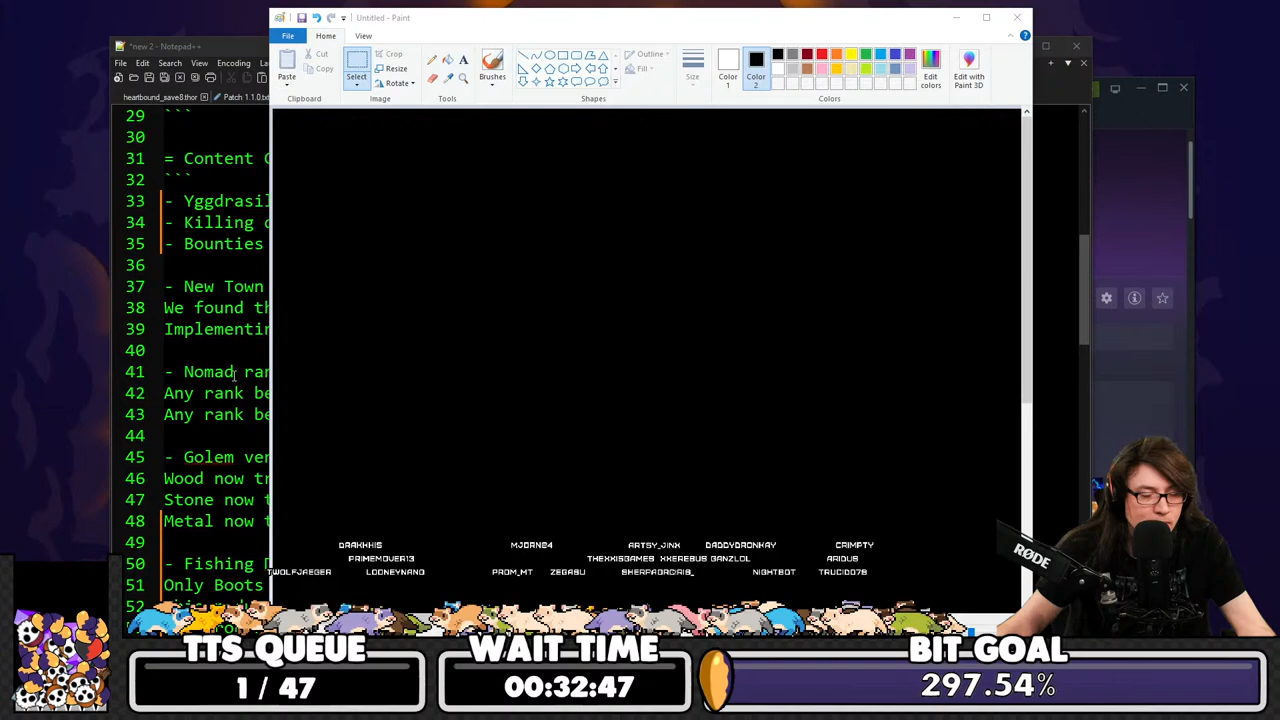 Untitled - Paint
*new 2 - Notepad++
File Home View
File Edit Search View Encoding
Paste
Cut
Copy
Clipboard
Select
Crop
Resize
Rotate
Image
Tools
Brushes
Shapes
Outline
Fill
Size
Color 1
Color 2
Colors
Edit colors
Edit with Paint 3D
heartbound_save8.thor Patch 1.1.0.tx
29 ```
30
31 = Content
32 ```
33 - Yggdrasil
34 - Killing
35 - Bounties
36
37 - New Town
38 We found th
39 Implementin
40
41 - Nomad ran
42 Any rank be
43 Any rank be
44
45 - Golem ver
46 Wood now tr
47 Stone now t
48 Metal now t
49
50 - Fishing
51 Only Boots
52
DRAKKHIS MJORN04 ARTSY_JINX DADDYDRONKAY CRIMPTY
PRIMEMOVER13 THEXXISGAMES XXEREBUS GANZLOL ARIDUS
TWOLFJAEGER LOONEYNANO PROM_MT ZEGABU NIGHTBOT
RØDE
TTS QUEUE
1 / 47
WAIT TIME
00:32:47
BIT GOAL
297.54%